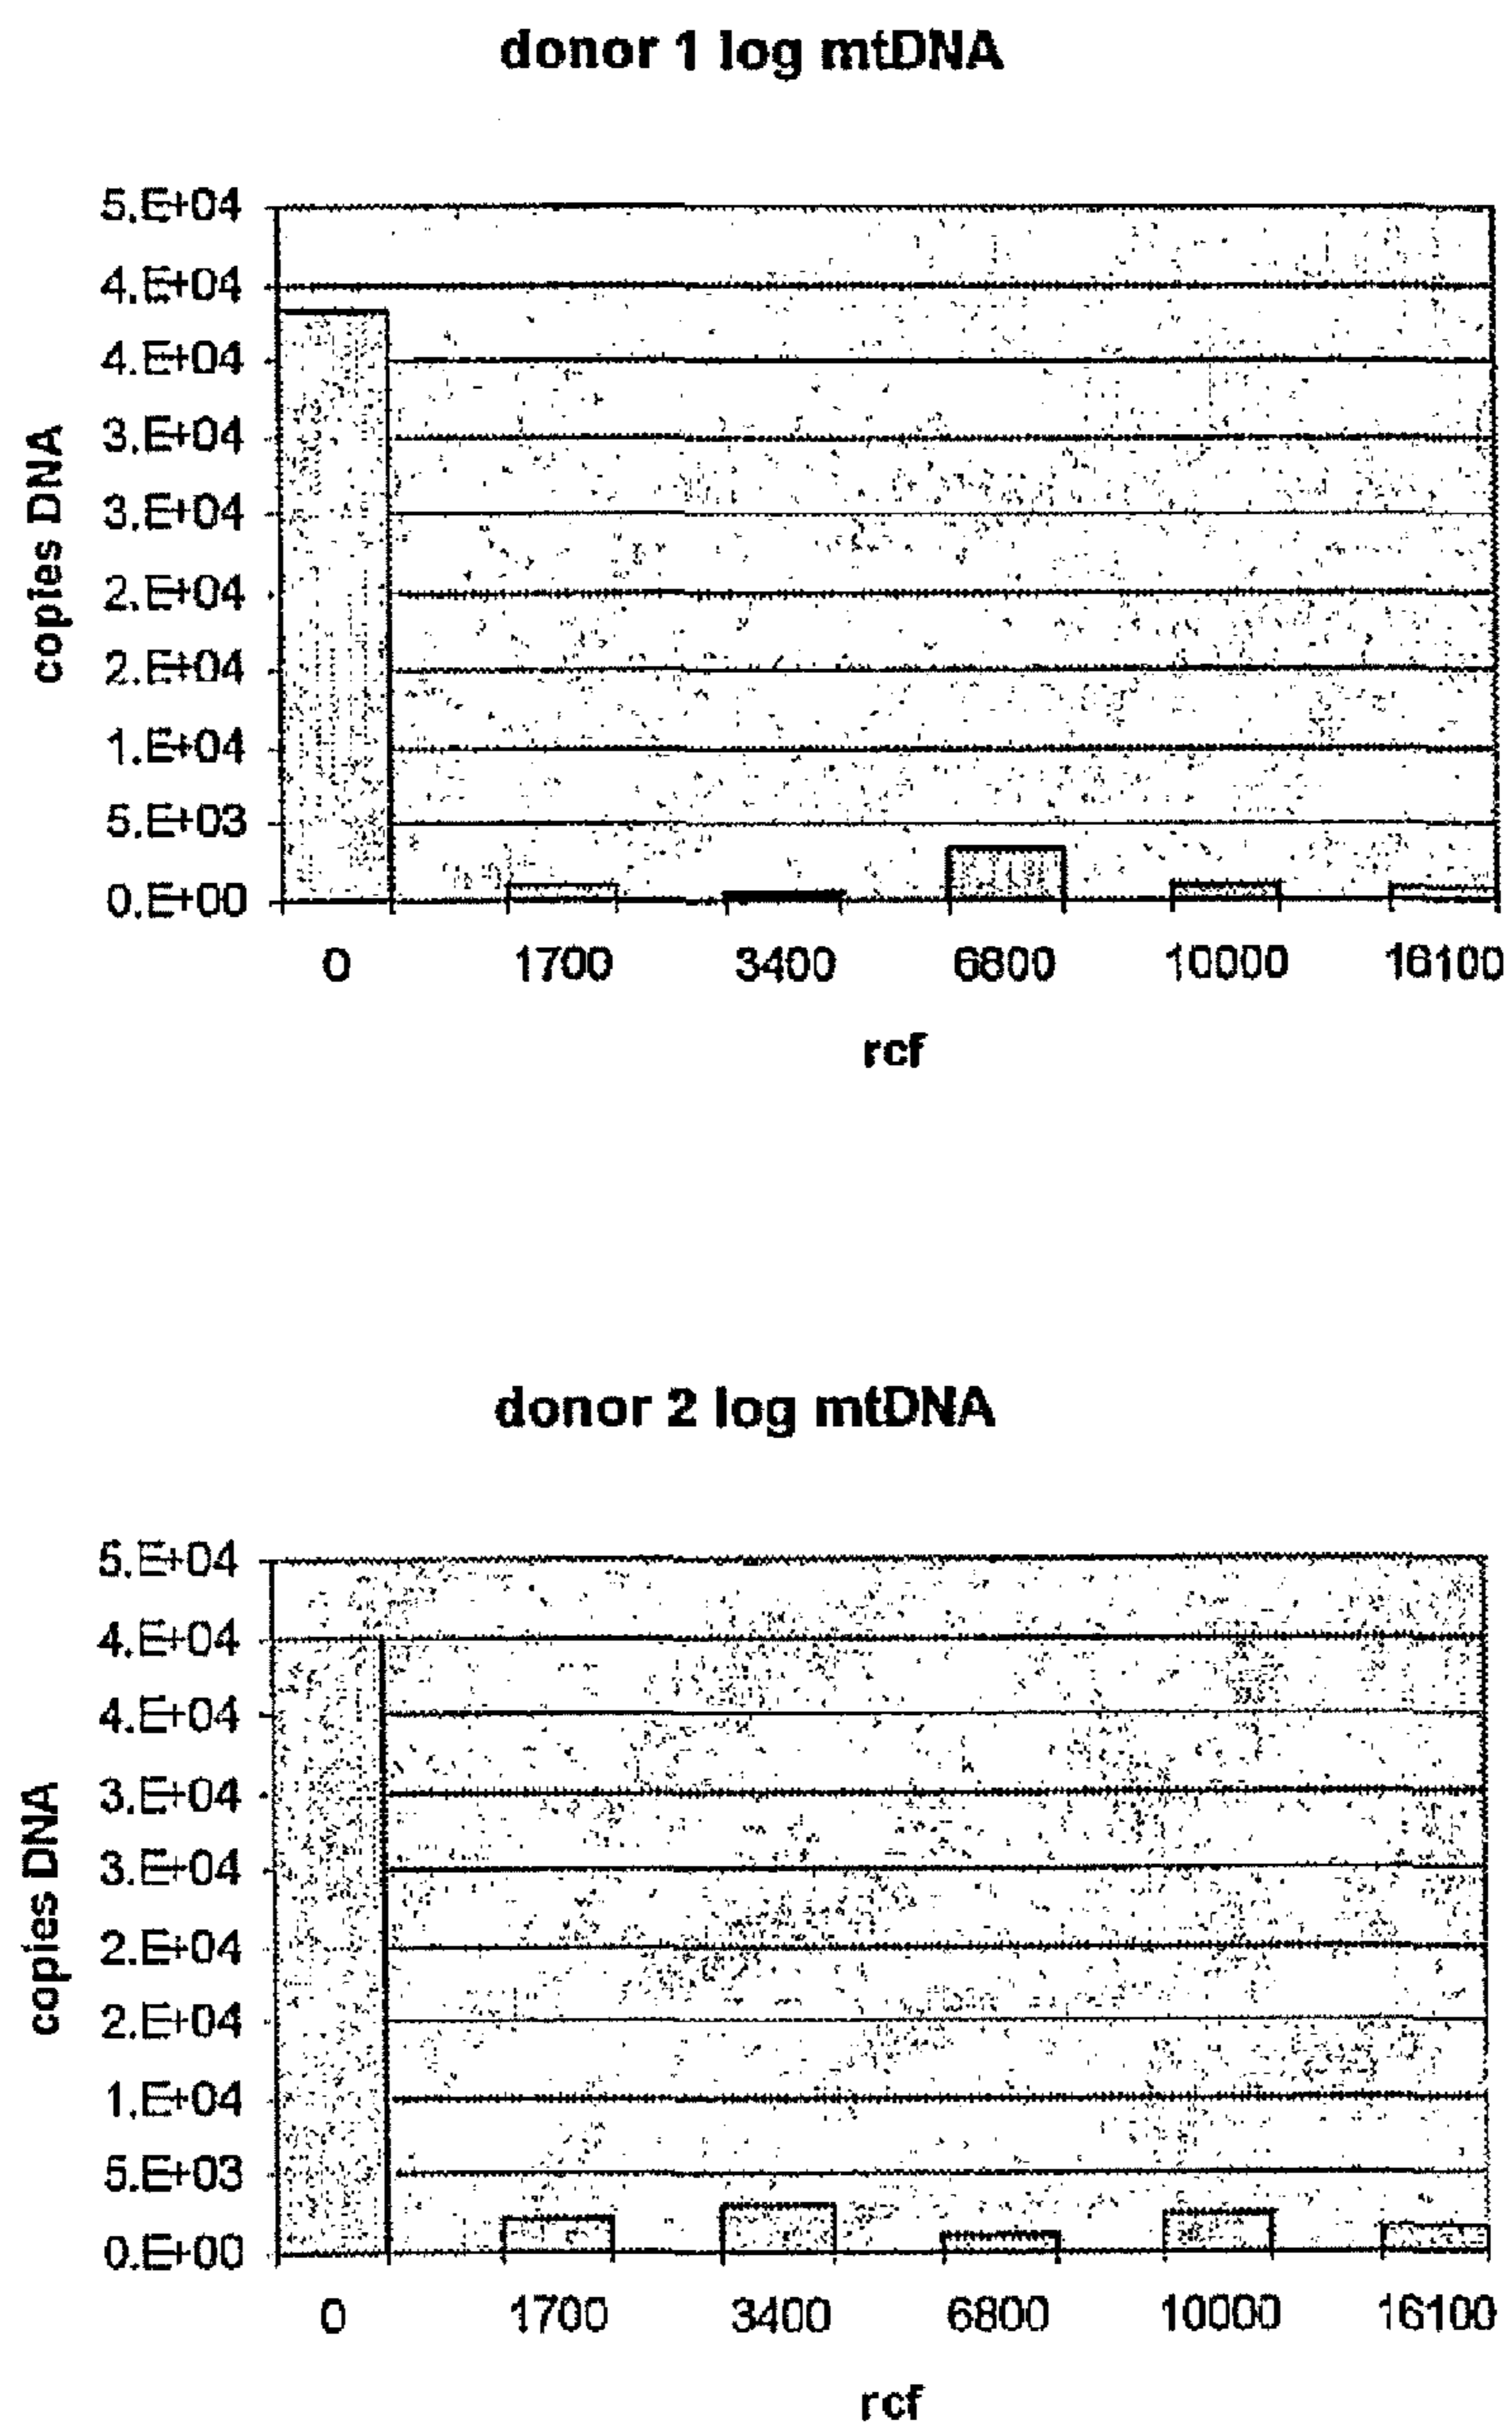 donor 1 log mtDNA
5.E+04
4.E+04
4.E+04
3.E+04
3.E+04
2.E+04
2.E+04
1.E+04
5.E+03
0.E+00
copies DNA
0 1700 3400 6800 10000 16100
rcf
donor 2 log mtDNA
5.E+04
4.E+04
4.E+04
3.E+04
3.E+04
2.E+04
2.E+04
1.E+04
5.E+03
0.E+00
copies DNA
0 1700 3400 6800 10000 16100
rcf